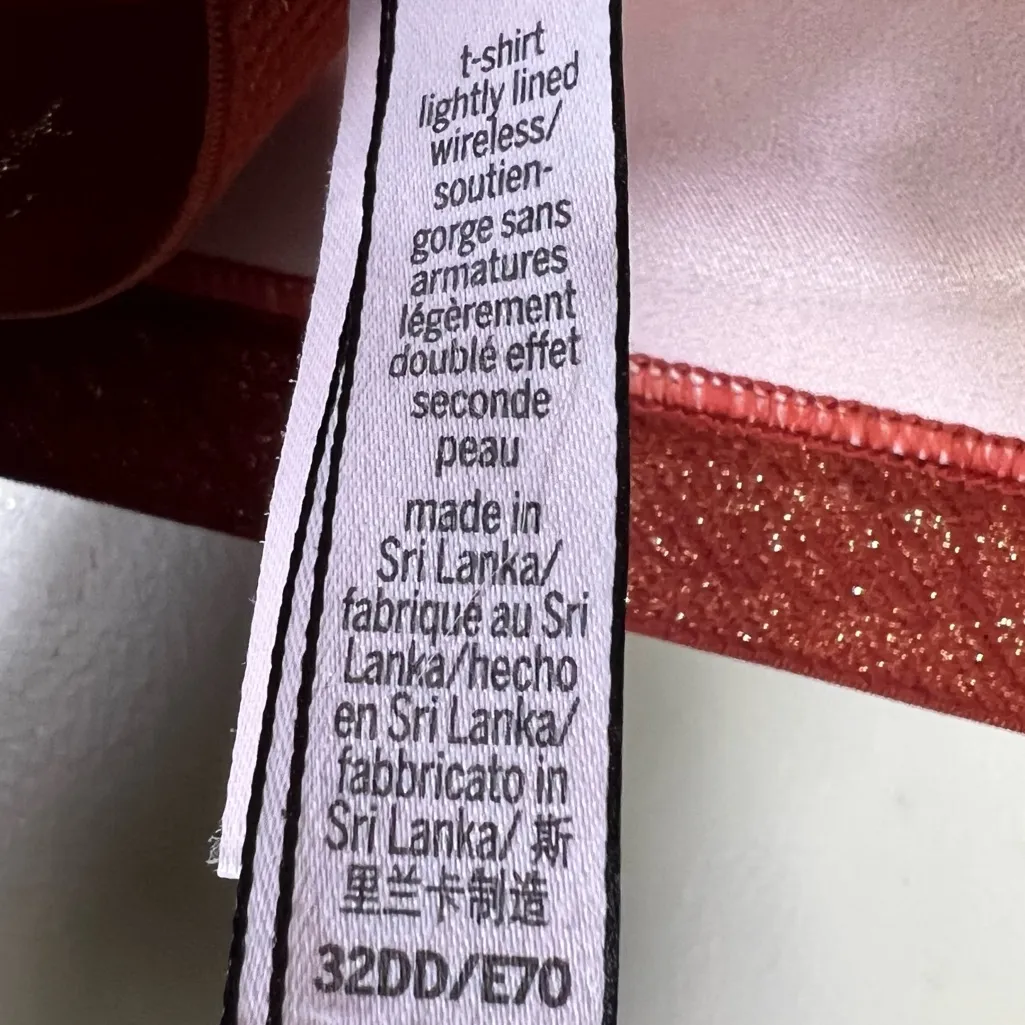 t-shirt
lightly lined
wireless/
soutien-
gorge sans
armatures
légèrement
doublé effet
seconde
peau
made in
Sri Lanka/
fabriqué au Sri
Lanka/hecho
en Sri Lanka/
fabbricato in
Sri Lanka/ 斯
里兰卡制造
32DD/E70